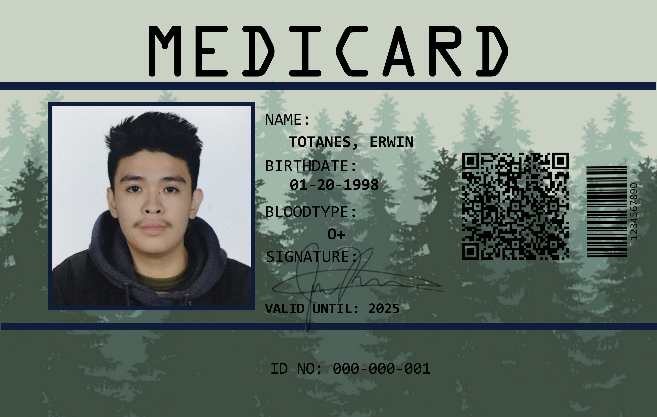 MEDICARD
NAME:
TOTANES, ERWIN
BIRTHDATE:
01-20-1998
BLOODTYPE:
O+
SIGNATURE:
VALID UNTIL: 2025
1234567890
ID NO: 000-000-001